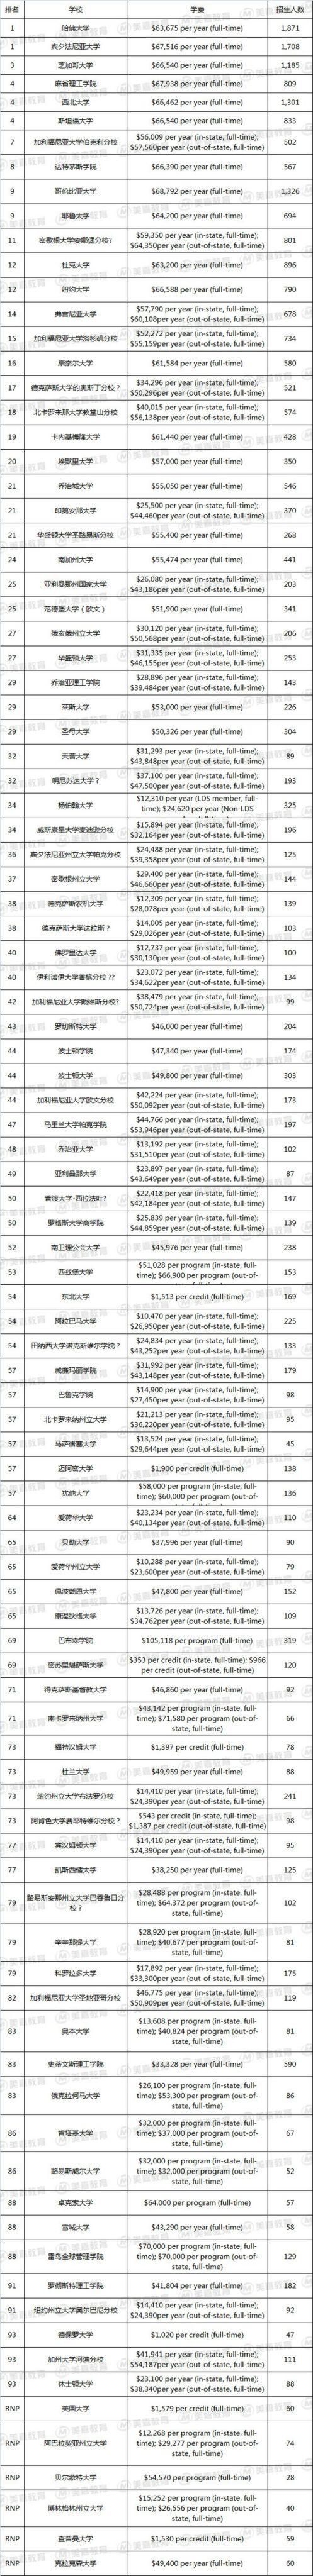 排名 学校 学费 招生人数
1 哈佛大学 $63,675 per year (full-time) 1,871
1 宾夕法尼亚大学 $67,516 per year (full-time) 1,708
3 芝加哥大学 $66,540 per year (full-time) 1,185
4 麻省理工学院 $67,938 per year (full-time) 809
4 西北大学 $66,462 per year (full-time) 1,301
4 斯坦福大学 $66,540 per year (full-time) 833
7 加利福尼亚大学伯克利分校 $56,009 per year (in-state, full-time); 502
$57,560per year (out-of-state, full-time)
8 达特茅斯学院 $66,390 per year (full-time) 567
9 哥伦比亚大学 $68,792 per year (full-time) 1,326
9 耶鲁大学 $64,200 per year (full-time) 694
11 密歇根大学安娜堡分校? $59,350 per year (in-state, full-time); 801
$64,350per year (out-of-state, full-time)
12 杜克大学 $63,200 per year (full-time) 896
12 纽约大学 $66,588 per year (full-time) 790
14 弗吉尼亚大学 $57,790 per year (in-state, full-time); 678
$60,108per year (out-of-state, full-time)
15 加利福尼亚大学洛杉矶分校 $52,272 per year (in-state, full-time); 734
$55,159per year (out-of-state, full-time)
16 康奈尔大学 $61,584 per year (full-time) 580
17 德克萨斯大学的奥斯丁分校? $34,296 per year (in-state, full-time); 521
$50,296per year (out-of-state, full-time)
18 北卡罗来那大学教堂山分校 $40,015 per year (in-state, full-time); 574
$56,138per year (out-of-state, full-time)
19 卡内基梅隆大学 $61,440 per year (full-time) 428
20 埃默里大学 $57,000 per year (full-time) 350
21 乔治城大学 $55,050 per year (full-time) 546
21 印第安那大学 $25,500 per year (in-state, full-time); 370
$44,460per year (out-of-state, full-time)
21 华盛顿大学圣路易斯分校 $55,400 per year (full-time) 268
24 南加州大学 $55,474 per year (full-time) 441
25 亚利桑那州国家大学 $26,080 per year (in-state, full-time); 203
$43,186per year (out-of-state, full-time)
25 范德堡大学(欧文) $51,900 per year (full-time) 341
27 俄亥俄州立大学 $30,120 per year (in-state, full-time); 206
$50,568per year (out-of-state, full-time)
27 华盛顿大学 $31,335 per year (in-state, full-time); 253
$46,155per year (out-of-state, full-time)
29 乔治亚理工学院 $28,896 per year (in-state, full-time); 143
$39,484per year (out-of-state, full-time)
29 莱斯大学 $53,000 per year (full-time) 226
29 圣母大学 $50,326 per year (full-time) 304
32 天普大学 $31,293 per year (in-state, full-time); 89
$43,848per year (out-of-state, full-time)
32 明尼苏达大学? $37,100 per year (in-state, full-time); 193
$47,500per year (out-of-state, full-time)
34 杨伯翰大学 $12,310 per year (LDS member, full- 325
time); $24,620 per year (Non-LDS
34 威斯康星大学麦迪逊分校 $15,894 per year (in-state, full-time); 196
$32,164per year (out-of-state, full-time)
36 宾夕法尼亚州立大学帕克分校 $24,488 per year (in-state, full-time); 125
$39,358per year (out-of-state, full-time)
37 密歇根州立大学 $29,400 per year (in-state, full-time); 144
$46,660per year (out-of-state, full-time)
38 德克萨斯农机大学 $12,309 per year (in-state, full-time); 139
$28,078per year (out-of-state, full-time)
38 德克萨斯大学达拉斯? $14,005 per year (in-state, full-time); 103
$29,026per year (out-of-state, full-time)
40 佛罗里达大学 $12,737 per year (in-state, full-time); 100
$30,130per year (out-of-state, full-time)
40 伊利诺伊大学香槟分校?? $23,072 per year (in-state, full-time); 134
$34,622per year (out-of-state, full-time)
42 加利福尼亚大学戴维斯分校? $38,479 per year (in-state, full-time); 99
$50,724per year (out-of-state, full-time)
43 罗切斯特大学 $46,000 per year (full-time) 204
44 波士顿学院 $47,340 per year (full-time) 174
44 波士顿大学 $49,800 per year (full-time) 303
44 加利福尼亚大学欧文分校 $42,224 per year (in-state, full-time); 173
$50,092per year (out-of-state, full-time)
47 马里兰大学帕克学院 $44,766 per year (in-state, full-time); 197
$53,946per year (out-of-state, full-time)
48 乔治亚大学 $13,192 per year (in-state, full-time); 102
$31,510per year (out-of-state, full-time)
49 亚利桑那大学 $23,897 per year (in-state, full-time); 87
$43,649per year (out-of-state, full-time)
50 普渡大学-西拉法叶? $22,418 per year (in-state, full-time); 147
$42,184per year (out-of-state, full-time)
50 罗格斯大学商学院 $25,839 per year (in-state, full-time); 139
$44,859per year (out-of-state, full-time)
52 南卫理公会大学 $45,976 per year (full-time) 238
53 匹兹堡大学 $51,028 per program (in-state, full- 153
time); $66,900 per program (out-of-
54 东北大学 $1,513 per credit (full-time) 169
54 阿拉巴马大学 $10,470 per year (in-state, full-time); 225
$26,950per year (out-of-state, full-time)
54 田纳西大学诺克斯维尔学院? $24,834 per year (in-state, full-time); 133
$43,252per year (out-of-state, full-time)
57 威廉玛丽学院 $31,992 per year (in-state, full-time); 179
$43,148per year (out-of-state, full-time)
57 巴鲁克学院 $14,900 per year (in-state, full-time); 98
$27,450per year (out-of-state, full-time)
57 北卡罗来纳州立大学 $21,213 per year (in-state, full-time); 95
$36,220per year (out-of-state, full-time)
57 马萨诸塞大学 $13,524 per year (in-state, full-time); 45
$29,644per year (out-of-state, full-time)
57 迈阿密大学 $1,900 per credit (full-time) 138
57 犹他大学 $58,000 per program (in-state, full- 136
time); $60,000 per program (out-of-
64 爱荷华大学 $23,234 per year (in-state, full-time); 110
$40,134per year (out-of-state, full-time)
65 贝勒大学 $37,996 per year (full-time) 90
65 爱荷华州立大学 $10,288 per year (in-state, full-time); 79
$23,600per year (out-of-state, full-time)
65 佩波戴恩大学 $47,800 per year (full-time) 152
65 康涅狄格大学 $13,726 per year (in-state, full-time); 109
$34,762per year (out-of-state, full-time)
69 巴布森学院 $105,118 per program (full-time) 319
69 密苏里堪萨斯大学 $353 per credit (in-state, full-time); $966 120
per credit (out-of-state, full-time)
71 得克萨斯基督教大学 $46,860 per year (full-time) 92
71 南卡罗来纳州大学 $43,142 per program (in-state, full- 66
time); $71,580 per program (out-of-
state, full-time)
73 福特汉姆大学 $1,397 per credit (full-time) 78
73 杜兰大学 $49,959 per year (full-time) 88
73 纽约州立大学布法罗分校 $14,410 per year (in-state, full-time); 241
$24,390per year (out-of-state, full-time)
73 阿肯色大学费耶特维尔分校? $543 per credit (in-state, full-time); 98
$1,387 per credit (out-of-state, full-time)
77 宾汉姆顿大学 $14,410 per year (in-state, full-time); 95
$24,390per year (out-of-state, full-time)
77 凯斯西储大学 $38,250 per year (full-time) 125
79 路易斯安那州立大学巴吞鲁日分校? $28,488 per program (in-state, full- 102
time); $64,372 per program (out-of-
state, full-time)
79 辛辛那提大学 $28,920 per program (in-state, full- 81
time); $40,677 per program (out-of-
state, full-time)
79 科罗拉多大学 $17,892 per year (in-state, full-time); 175
$33,300per year (out-of-state, full-time)
82 加利福尼亚大学圣地亚哥分校 $46,775 per year (in-state, full-time); 119
$50,909per year (out-of-state, full-time)
83 奥本大学 $13,608 per program (in-state, full- 81
time); $40,824 per program (out-of-
state, full-time)
83 史蒂文斯理工学院 $33,328 per year (full-time) 590
83 俄克拉何马大学 $26,100 per program (in-state, full- 86
time); $53,300 per program (out-of-
state, full-time)
86 肯塔基大学 $32,000 per program (in-state, full- 67
time); $37,000 per program (out-of-
state, full-time)
86 路易斯威尔大学 $32,000 per program (in-state, full- 52
time); $32,000 per program (out-of-
state, full-time)
88 卓克索大学 $64,000 per program (full-time) 57
88 雪城大学 $43,290 per year (full-time) 58
88 雷鸟全球管理学院 $70,000 per program (in-state, full- 129
time); $70,000 per program (out-of-
state, full-time)
91 罗彻斯特理工学院 $41,804 per year (full-time) 182
91 纽约州立大学奥尔巴尼分校 $14,410 per year (in-state, full-time); 92
$24,390per year (out-of-state, full-time)
93 德保罗大学 $1,020 per credit (full-time) 47
93 加州大学河滨分校 $41,941 per year (in-state, full-time); 111
$54,187per year (out-of-state, full-time)
93 休士顿大学 $23,100 per year (in-state, full-time); 88
$38,340per year (out-of-state, full-time)
RNP 美国大学 $1,579 per credit (full-time) 60
RNP 阿巴拉契亚州立大学 $12,268 per program (in-state, full- 74
time); $29,277 per program (out-of-
state, full-time)
RNP 贝尔蒙特大学 $54,570 per program (full-time) 28
RNP 博林格林州立大学 $15,252 per program (in-state, full- 40
time); $26,556 per program (out-of-
state, full-time)
RNP 查普曼大学 $1,530 per credit (full-time) 59
RNP 克拉克森大学 $49,400 per year (full-time) 60